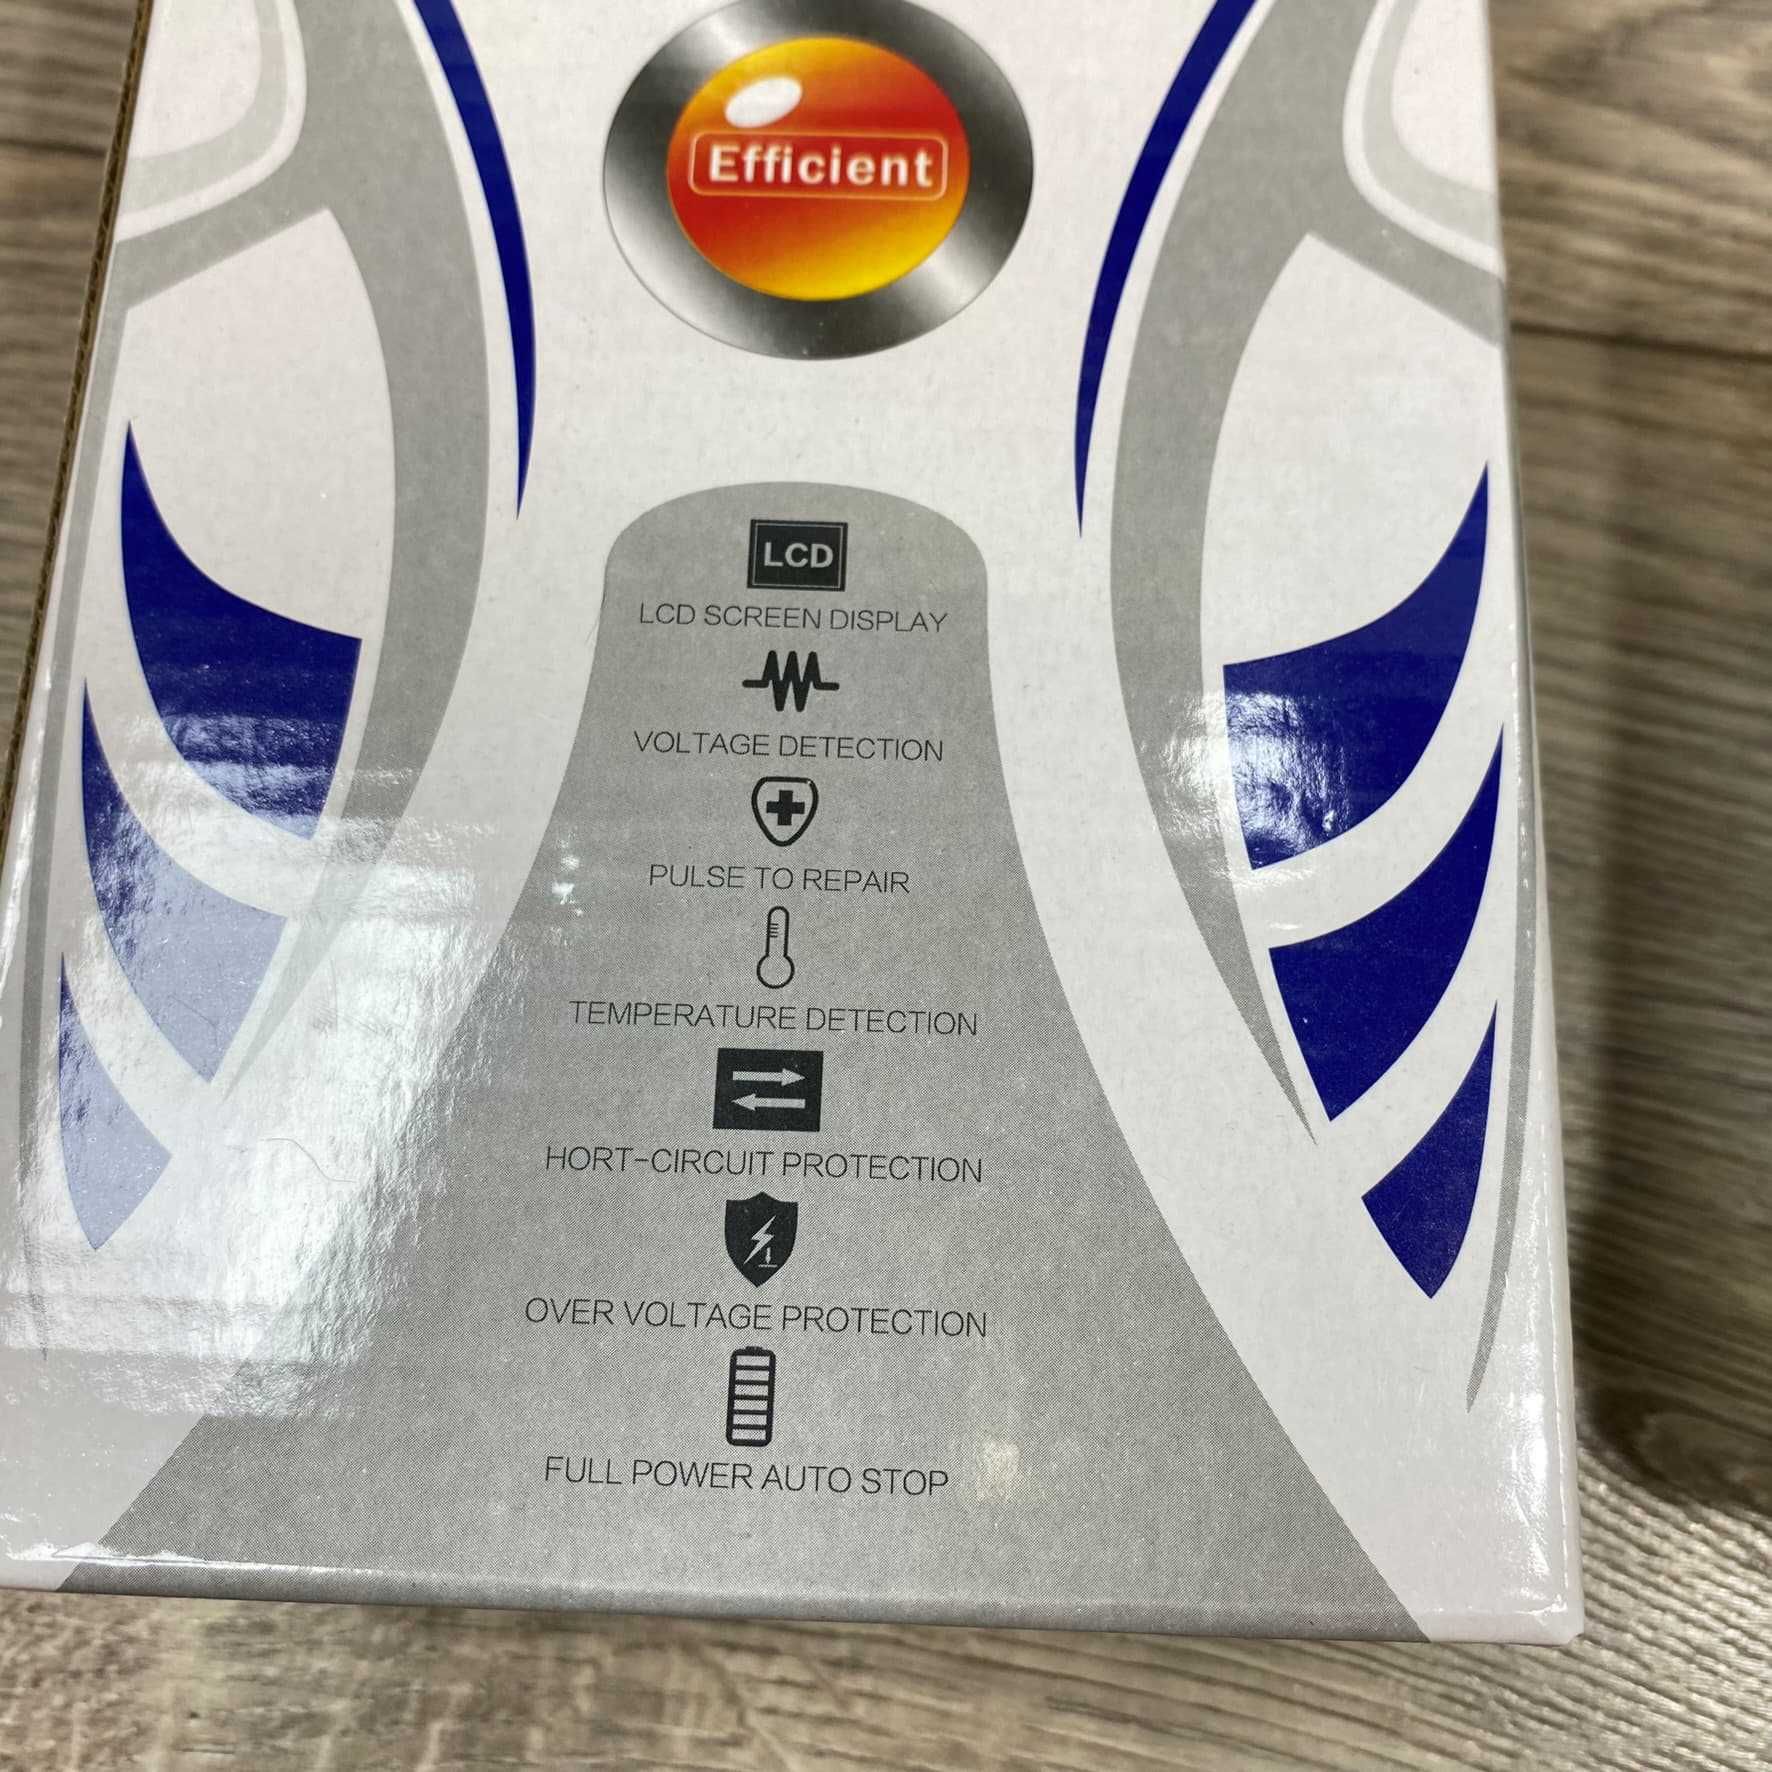 Efficient
LCD
LCD SCREEN DISPLAY
VOLTAGE DETECTION
PULSE TO REPAIR
TEMPERATURE DETECTION
HORT-CIRCUIT PROTECTION
OVER VOLTAGE PROTECTION
FULL POWER AUTO STOP